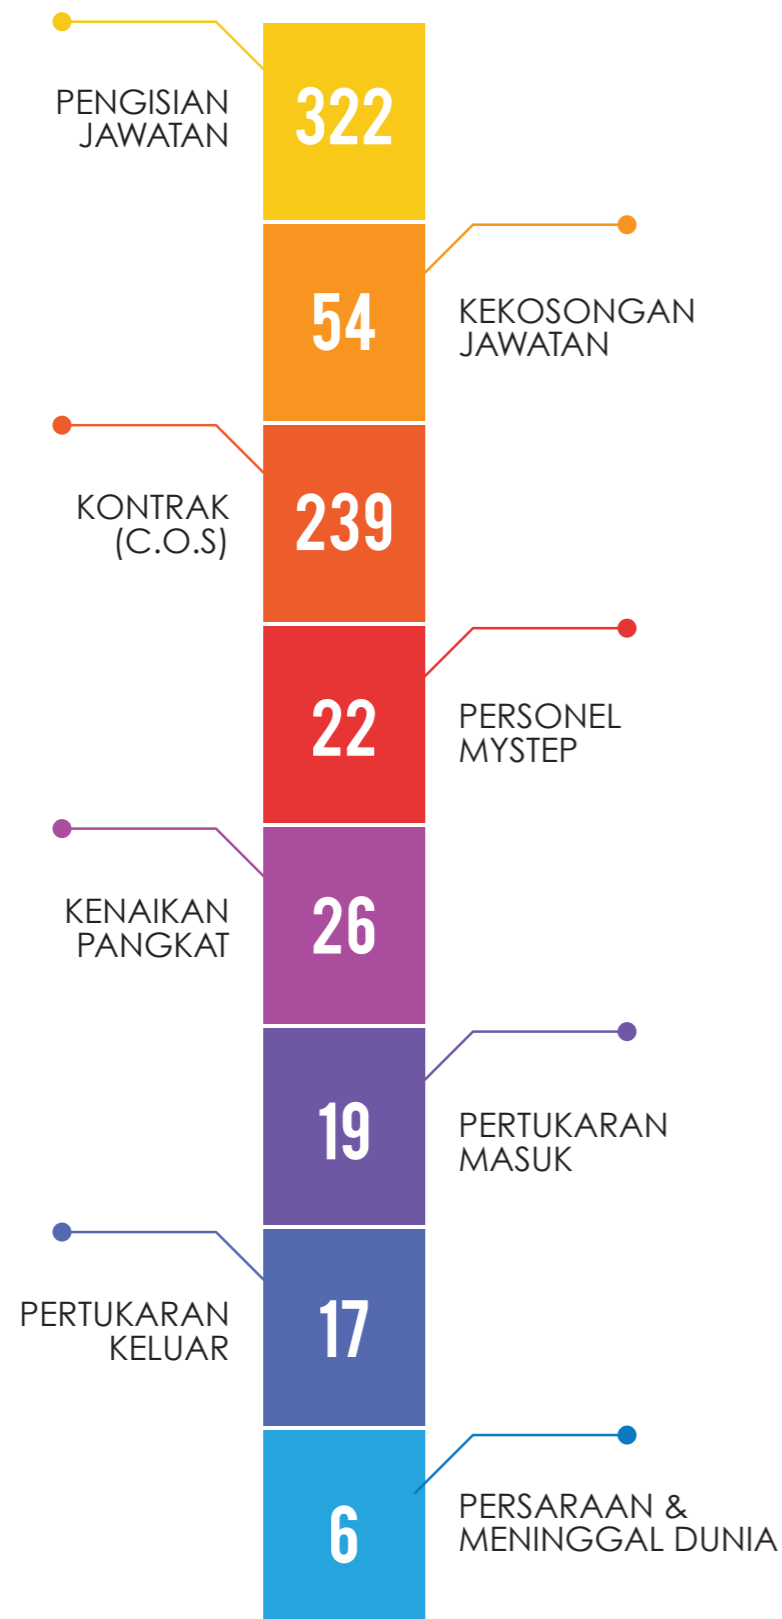 PENGISIAN
JAWATAN
322
54
KEKOSONGAN
JAWATAN
KONTRAK
(C.O.S)
239
22
PERSONEL
MYSTEP
KENAIKAN
PANGKAT
26
19
PERTUKARAN
MASUK
PERTUKARAN
KELUAR
17
6
PERSARAAN &
MENINGGAL DUNIA